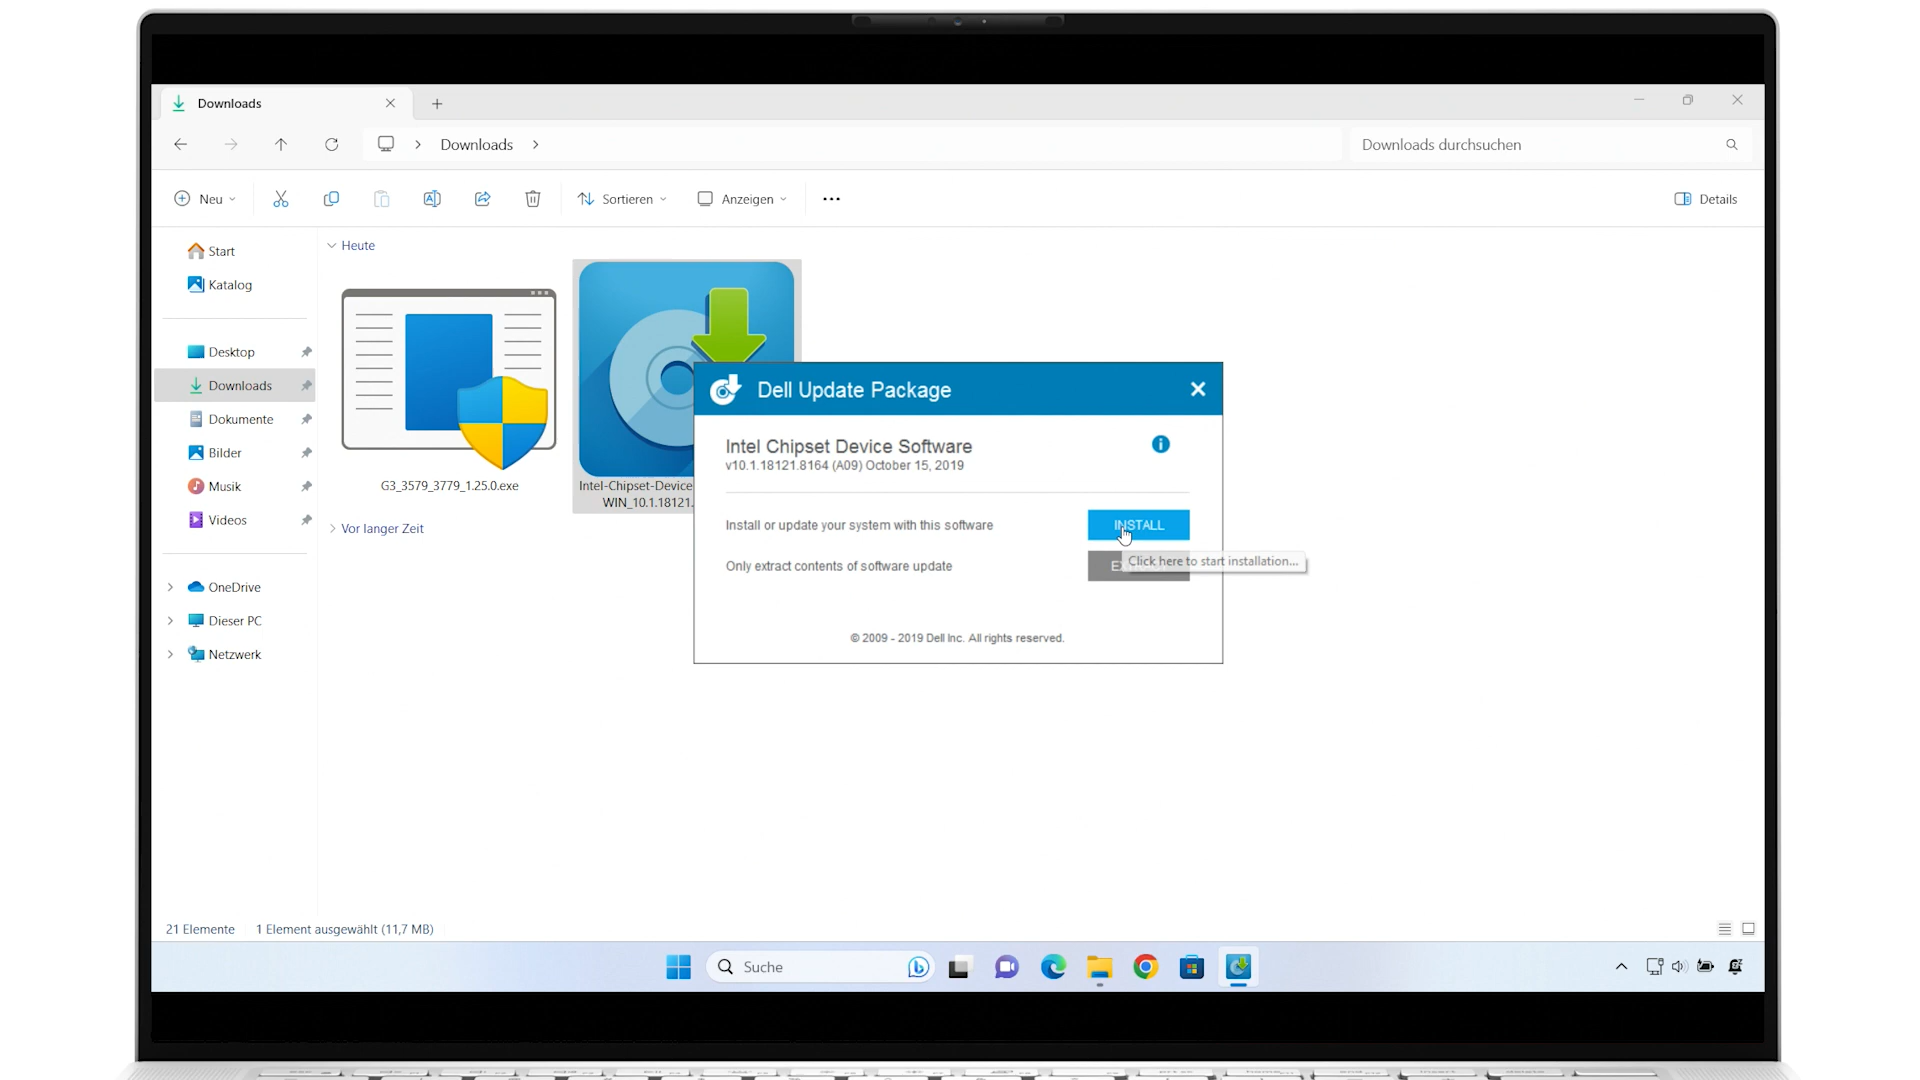 Downloads
Downloads
Downloads durchsuchen
Neu
Sortieren
Anzeigen
Details
Start
Katalog
Desktop
Downloads
Dokumente
Bilder
Musik
Videos
OneDrive
Dieser PC
Netzwerk
Heute
G3_3579_3779_1.25.0.exe
Intel-Chipset-Device
WIN_10.1.18121.
Vor langer Zeit
Dell Update Package
Intel Chipset Device Software
v10.1.18121.8164 (A09) October 15, 2019
Install or update your system with this software
INSTALL
Click here to start installation...
Only extract contents of software update
© 2009 - 2019 Dell Inc. All rights reserved.
21 Elemente
1 Element ausgewählt (11,7 MB)
Suche